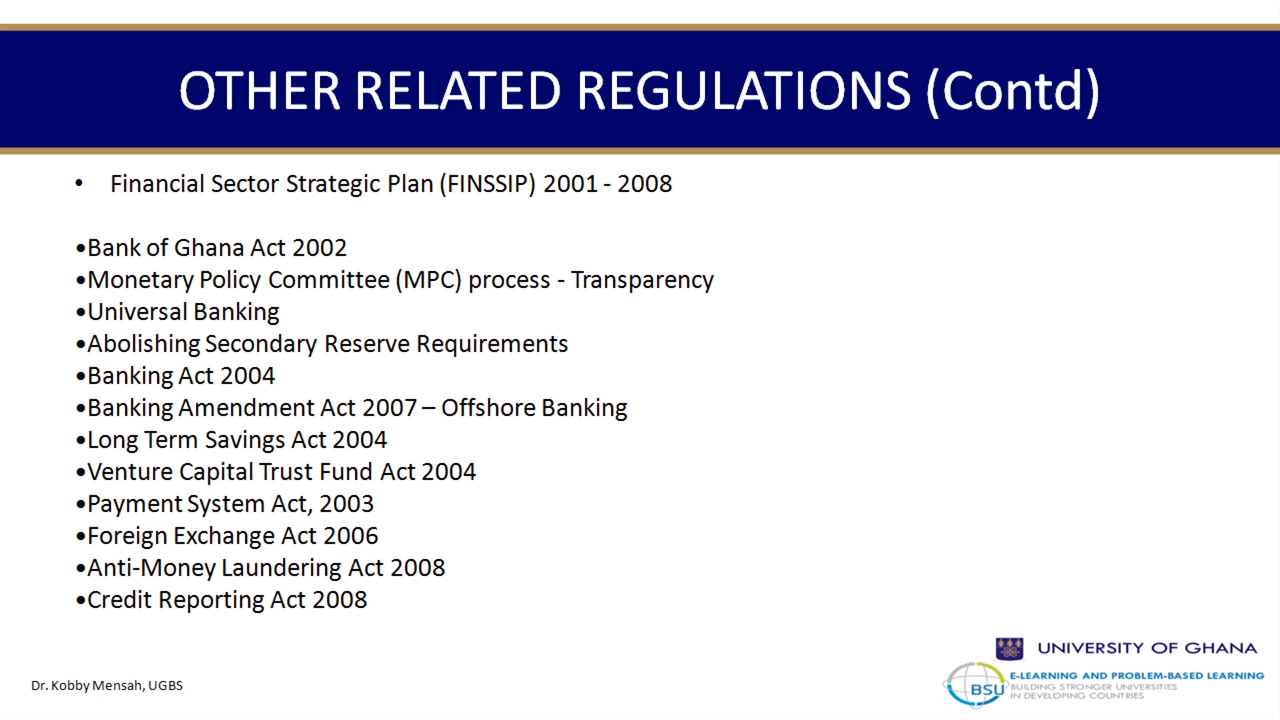 OTHER RELATED REGULATIONS (Contd)
• Financial Sector Strategic Plan (FINSSIP) 2001 - 2008
•Bank of Ghana Act 2002
•Monetary Policy Committee (MPC) process - Transparency
•Universal Banking
•Abolishing Secondary Reserve Requirements
•Banking Act 2004
•Banking Amendment Act 2007 – Offshore Banking
•Long Term Savings Act 2004
•Venture Capital Trust Fund Act 2004
•Payment System Act, 2003
•Foreign Exchange Act 2006
•Anti-Money Laundering Act 2008
•Credit Reporting Act 2008
UNIVERSITY OF GHANA
BSU
E-LEARNING AND PROBLEM-BASED LEARNING
BUILDING STRONGER UNIVERSITIES
IN DEVELOPING COUNTRIES
Dr. Kobby Mensah, UGBS